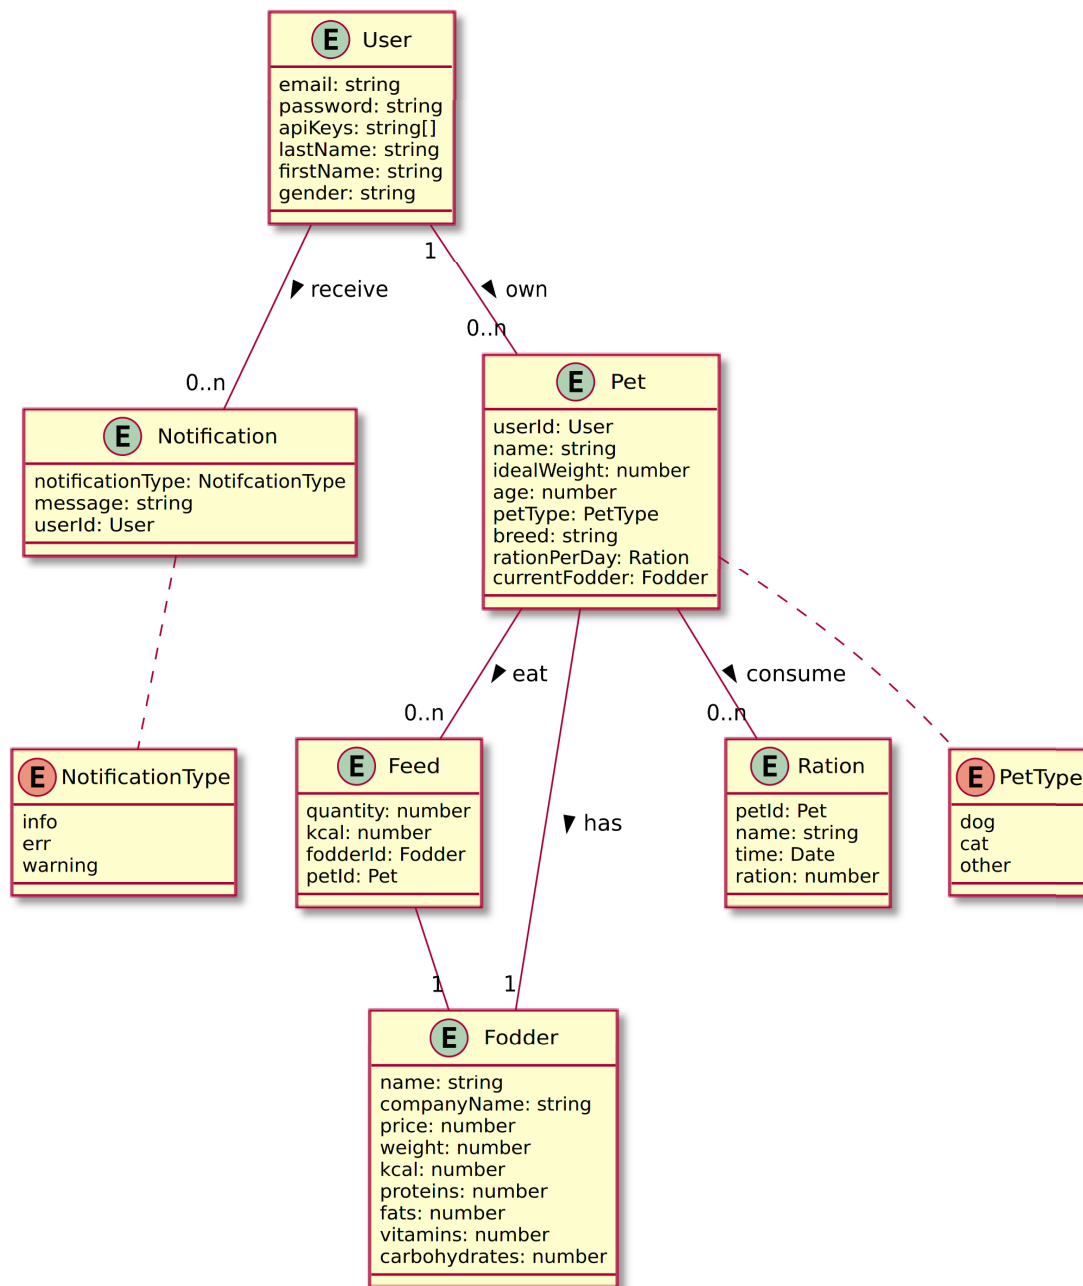 E User
email: string
password: string
apiKeys: string[]
lastName: string
firstName: string
gender: string
1
receive
own
0..n
0..n
E Pet
userId: User
name: string
idealWeight: number
age: number
petType: PetType
breed: string
rationPerDay: Ration
currentFodder: Fodder
E Notification
notificationType: NotifcationType
message: string
userId: User
eat
consume
0..n
0..n
E NotificationType
info
err
warning
E Feed
quantity: number
kcal: number
fodderId: Fodder
petId: Pet
has
E Ration
petId: Pet
name: string
time: Date
ration: number
E PetType
dog
cat
other
1
1
E Fodder
name: string
companyName: string
price: number
weight: number
kcal: number
proteins: number
fats: number
vitamins: number
carbohydrates: number